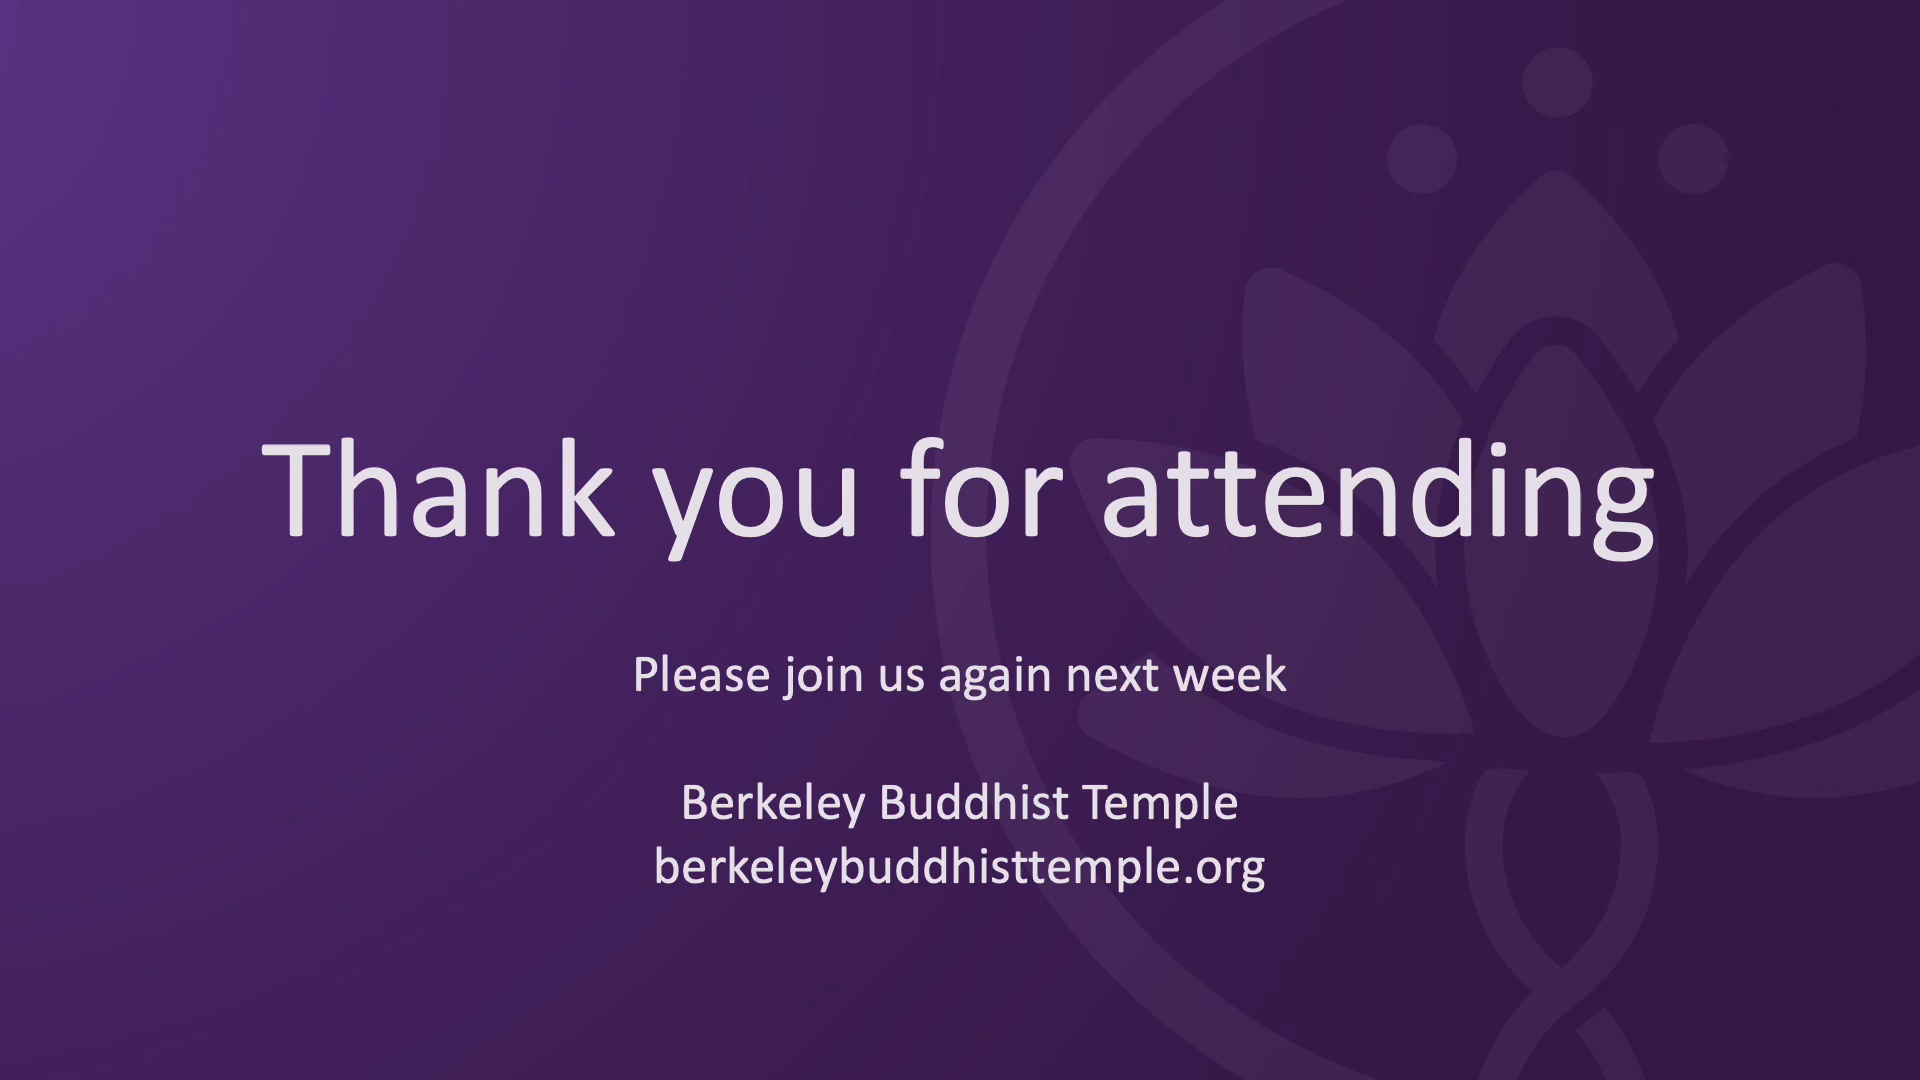 Thank you for attending
Please join us again next week
Berkeley Buddhist Temple
berkeleybuddhisttemple.org